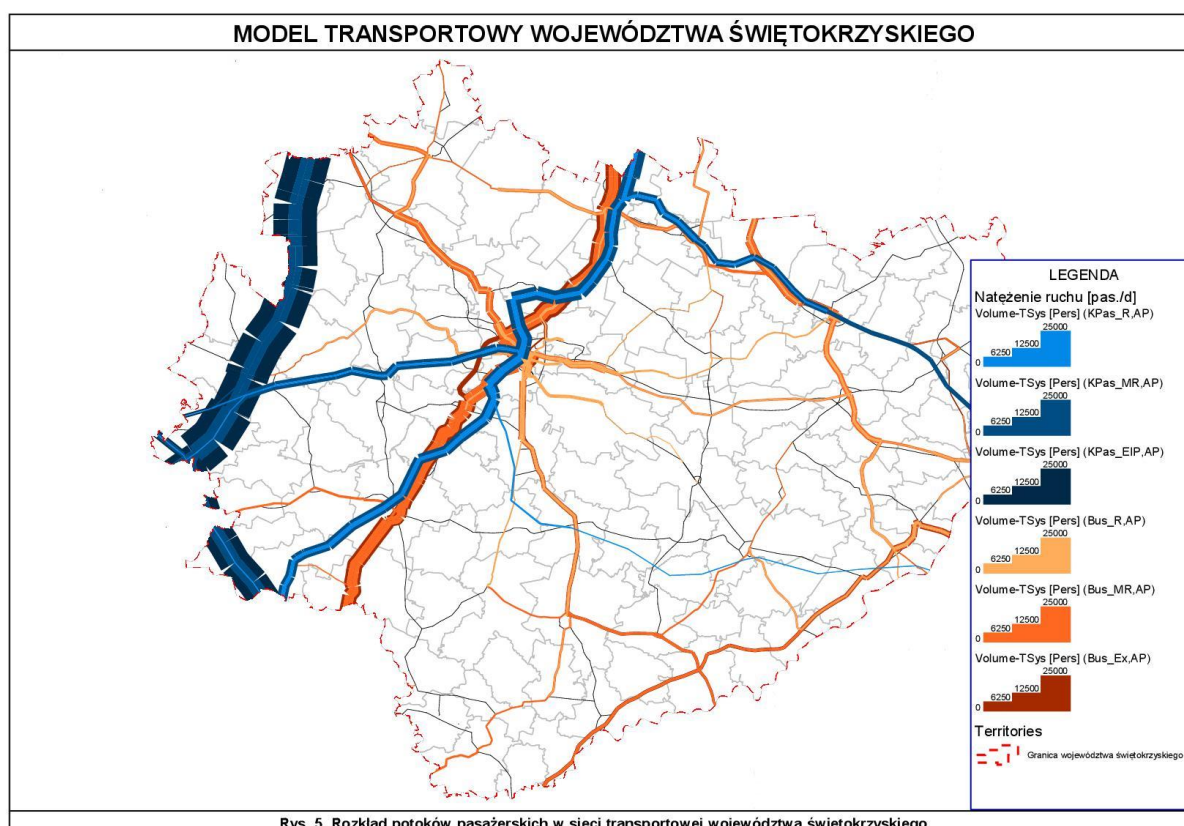 MODEL TRANSPORTOWY WOJEWÓDZTWA ŚWIĘTOKRZYSKIEGO
LEGENDA
Natężenie ruchu [pas./d]
Volume-TSys [Pers] (KPas_R,AP)
25000
12500
6250
0
Volume-TSys [Pers] (KPas_MR,AP)
25000
12500
6250
0
Volume-TSys [Pers] (KPas_EIP,AP)
25000
12500
6250
0
Volume-TSys [Pers] (Bus_R,AP)
25000
12500
6250
0
Volume-TSys [Pers] (Bus_MR,AP)
25000
12500
6250
0
Volume-TSys [Pers] (Bus_Ex,AP)
25000
12500
6250
0
Territories
Granica województwa świętokrzyskiego
Rys. 5. Rozkład potoków pasażerskich w sieci transportowej województwa świętokrzyskiego